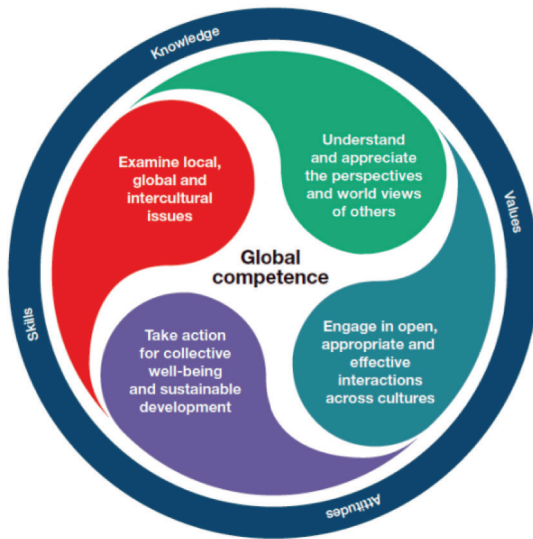 Knowledge
Examine local,
global and
intercultural
issues
Understand
and appreciate
the perspectives
and world views
of others
Values
Global
competence
Skills
Take action
for collective
well-being
and sustainable
development
Engage in open,
appropriate and
effective
interactions
across cultures
Attitudes